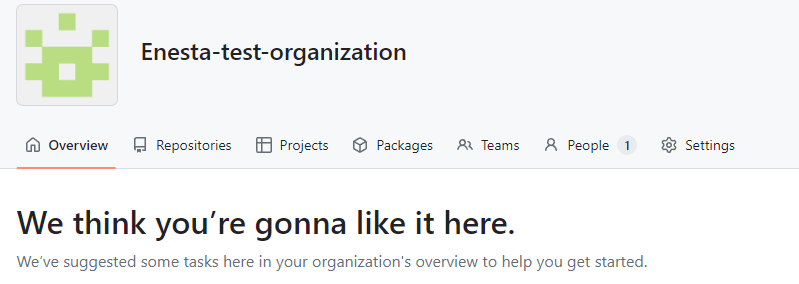 Enesta-test-organization
Overview Repositories Projects Packages Teams People 1 Settings
We think you’re gonna like it here.
We’ve suggested some tasks here in your organization's overview to help you get started.